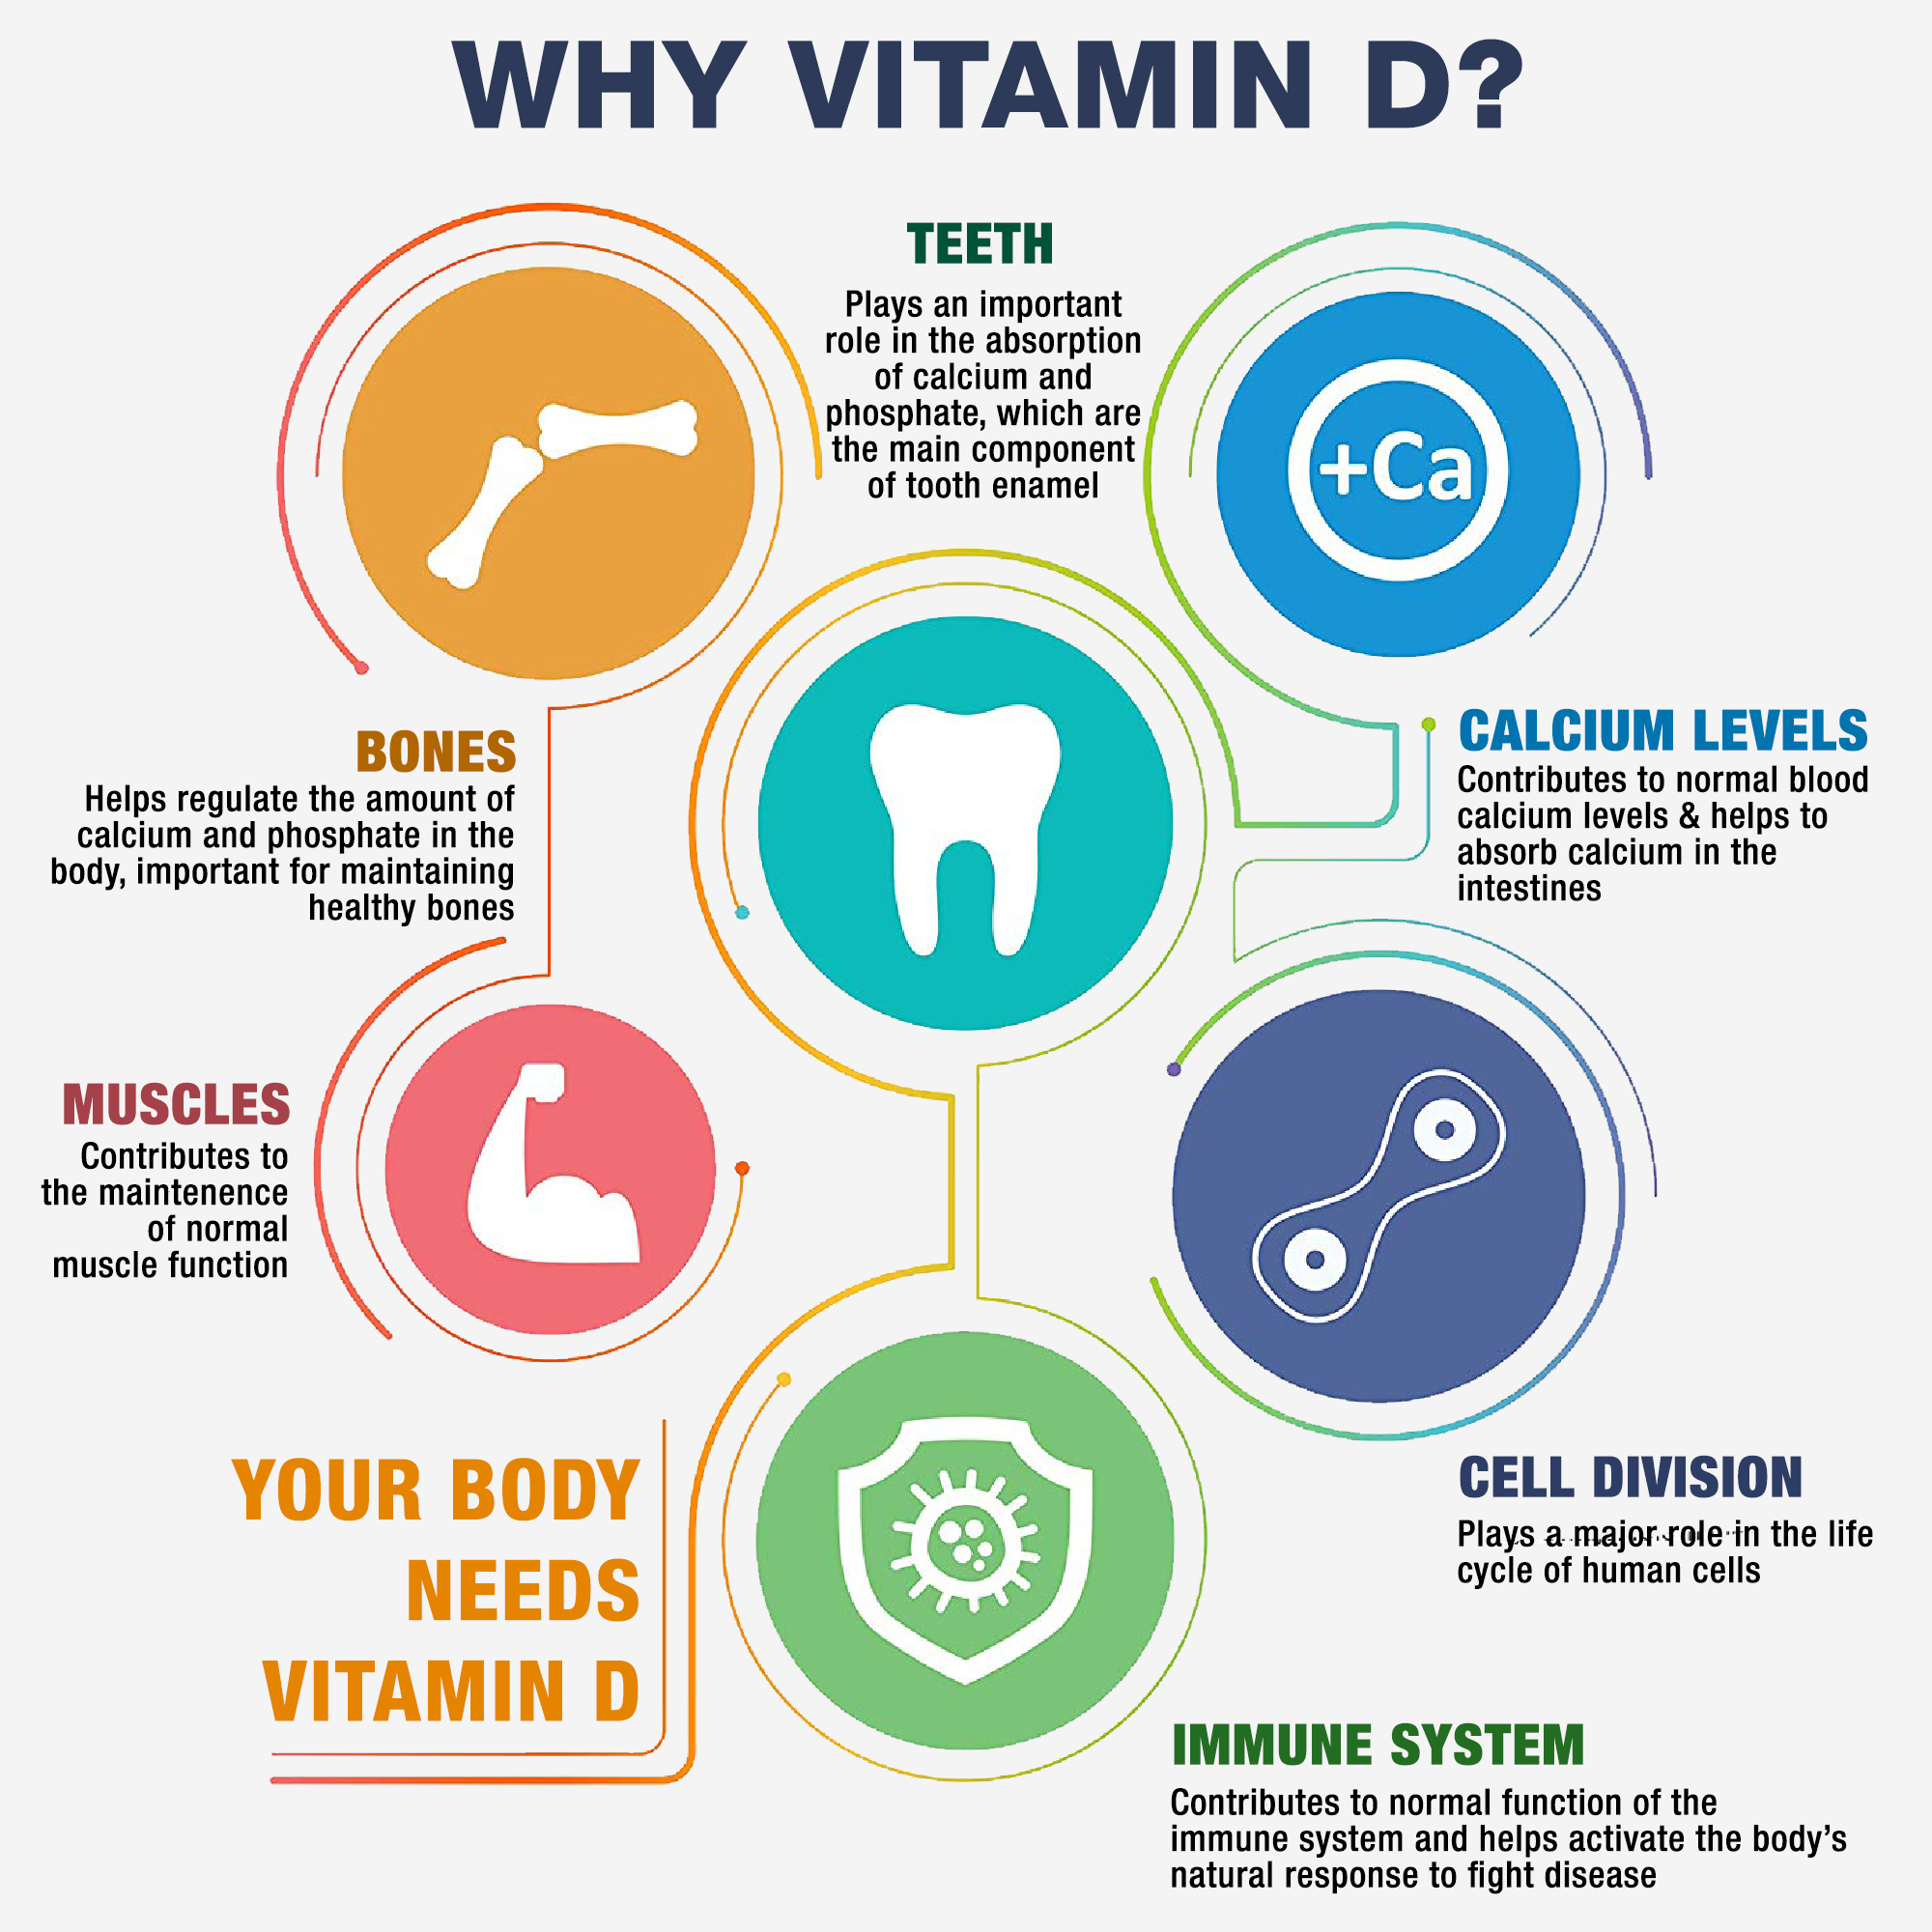 WHY VITAMIN D?
TEETH
Plays an important
role in the absorption
of calcium and
phosphate, which are
the main component
of tooth enamel
+Ca
BONES
Helps regulate the amount of
calcium and phosphate in the
body, important for maintaining
healthy bones
CALCIUM LEVELS
Contributes to normal blood
calcium levels & helps to
absorb calcium in the
intestines
MUSCLES
Contributes to
the maintenence
of normal
muscle function
YOUR BODY
NEEDS
VITAMIN D
CELL DIVISION
Plays a major role in the life
cycle of human cells
IMMUNE SYSTEM
Contributes to normal function of the
immune system and helps activate the body’s
natural response to fight disease